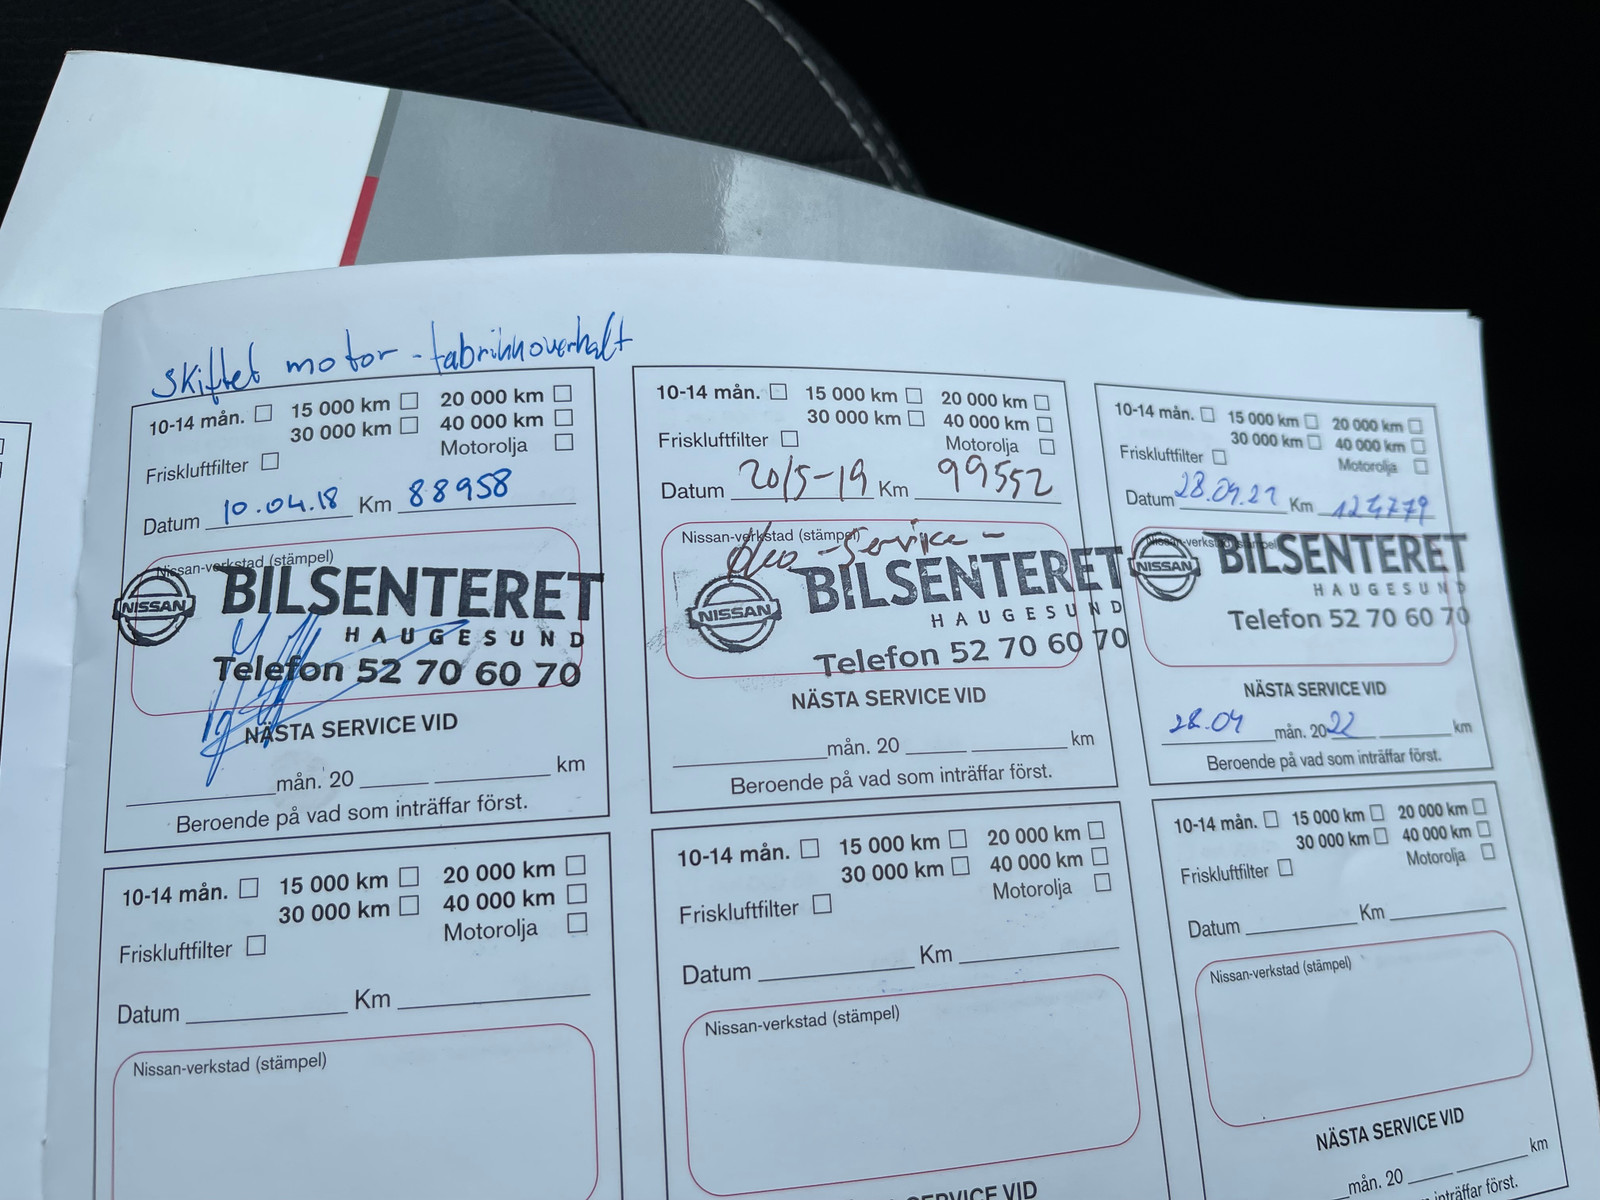 skiftet motor - fabrikkoverhalt
10-14 mån. 15 000 km 20 000 km
30 000 km 40 000 km
Motorolja
Friskluftfilter
Datum 10.04.18 Km 88958
Nissan-verkstad (stämpel)
NISSAN BILSENTERET
HAUGESUND
Telefon 52 70 60 70
NÄSTA SERVICE VID
mån. 20 km
Beroende på vad som inträffar först.
10-14 mån. 15 000 km 20 000 km
30 000 km 40 000 km
Friskluftfilter Motorolja
Datum 20/5-19 Km 99552
Nissan-verkstad (stämpel)
- Service -
NISSAN BILSENTERET
HAUGESUND
Telefon 52 70 60 70
NÄSTA SERVICE VID
mån. 20 km
Beroende på vad som inträffar först.
10-14 mån. 15 000 km 20 000 km
30 000 km 40 000 km
Friskluftfilter Motorolja
Datum 28.04.21 Km 124779
Nissan-verkstad (stämpel)
NISSAN BILSENTERET
HAUGESUND
Telefon 52 70 60 70
NÄSTA SERVICE VID
28.04 mån. 2022 km
Beroende på vad som inträffar först.
10-14 mån. 15 000 km 20 000 km
30 000 km 40 000 km
Friskluftfilter Motorolja
Datum Km
Nissan-verkstad (stämpel)
10-14 mån. 15 000 km 20 000 km
30 000 km 40 000 km
Friskluftfilter Motorolja
Datum Km
Nissan-verkstad (stämpel)
SERVICE VID
10-14 mån. 15 000 km 20 000 km
30 000 km 40 000 km
Friskluftfilter Motorolja
Datum Km
Nissan-verkstad (stämpel)
NÄSTA SERVICE VID
mån. 20 km
inträffar först.